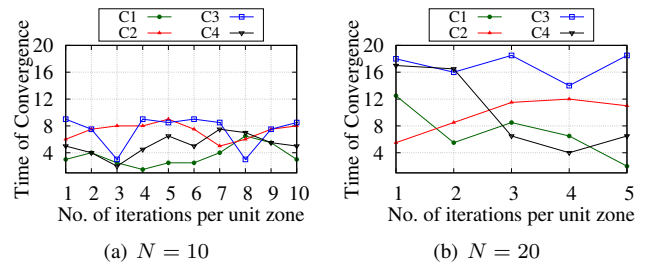 C1 C3
C2 C4
20
16
12
8
4
Time of Convergence
1 2 3 4 5 6 7 8 9 10
No. of iterations per unit zone
(a) N = 10
C1 C3
C2 C4
20
16
12
8
4
Time of Convergence
1 2 3 4 5
No. of iterations per unit zone
(b) N = 20